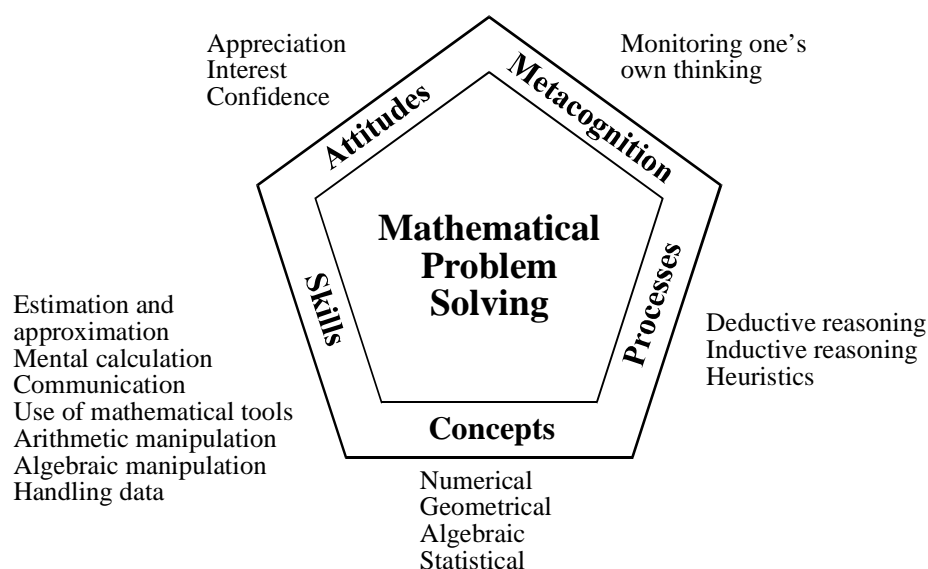 Appreciation
Interest
Confidence
Attitudes
Metacognition
Monitoring one’s
own thinking
Mathematical
Problem
Solving
Skills
Estimation and
approximation
Mental calculation
Communication
Use of mathematical tools
Arithmetic manipulation
Algebraic manipulation
Handling data
Processes
Deductive reasoning
Inductive reasoning
Heuristics
Concepts
Numerical
Geometrical
Algebraic
Statistical